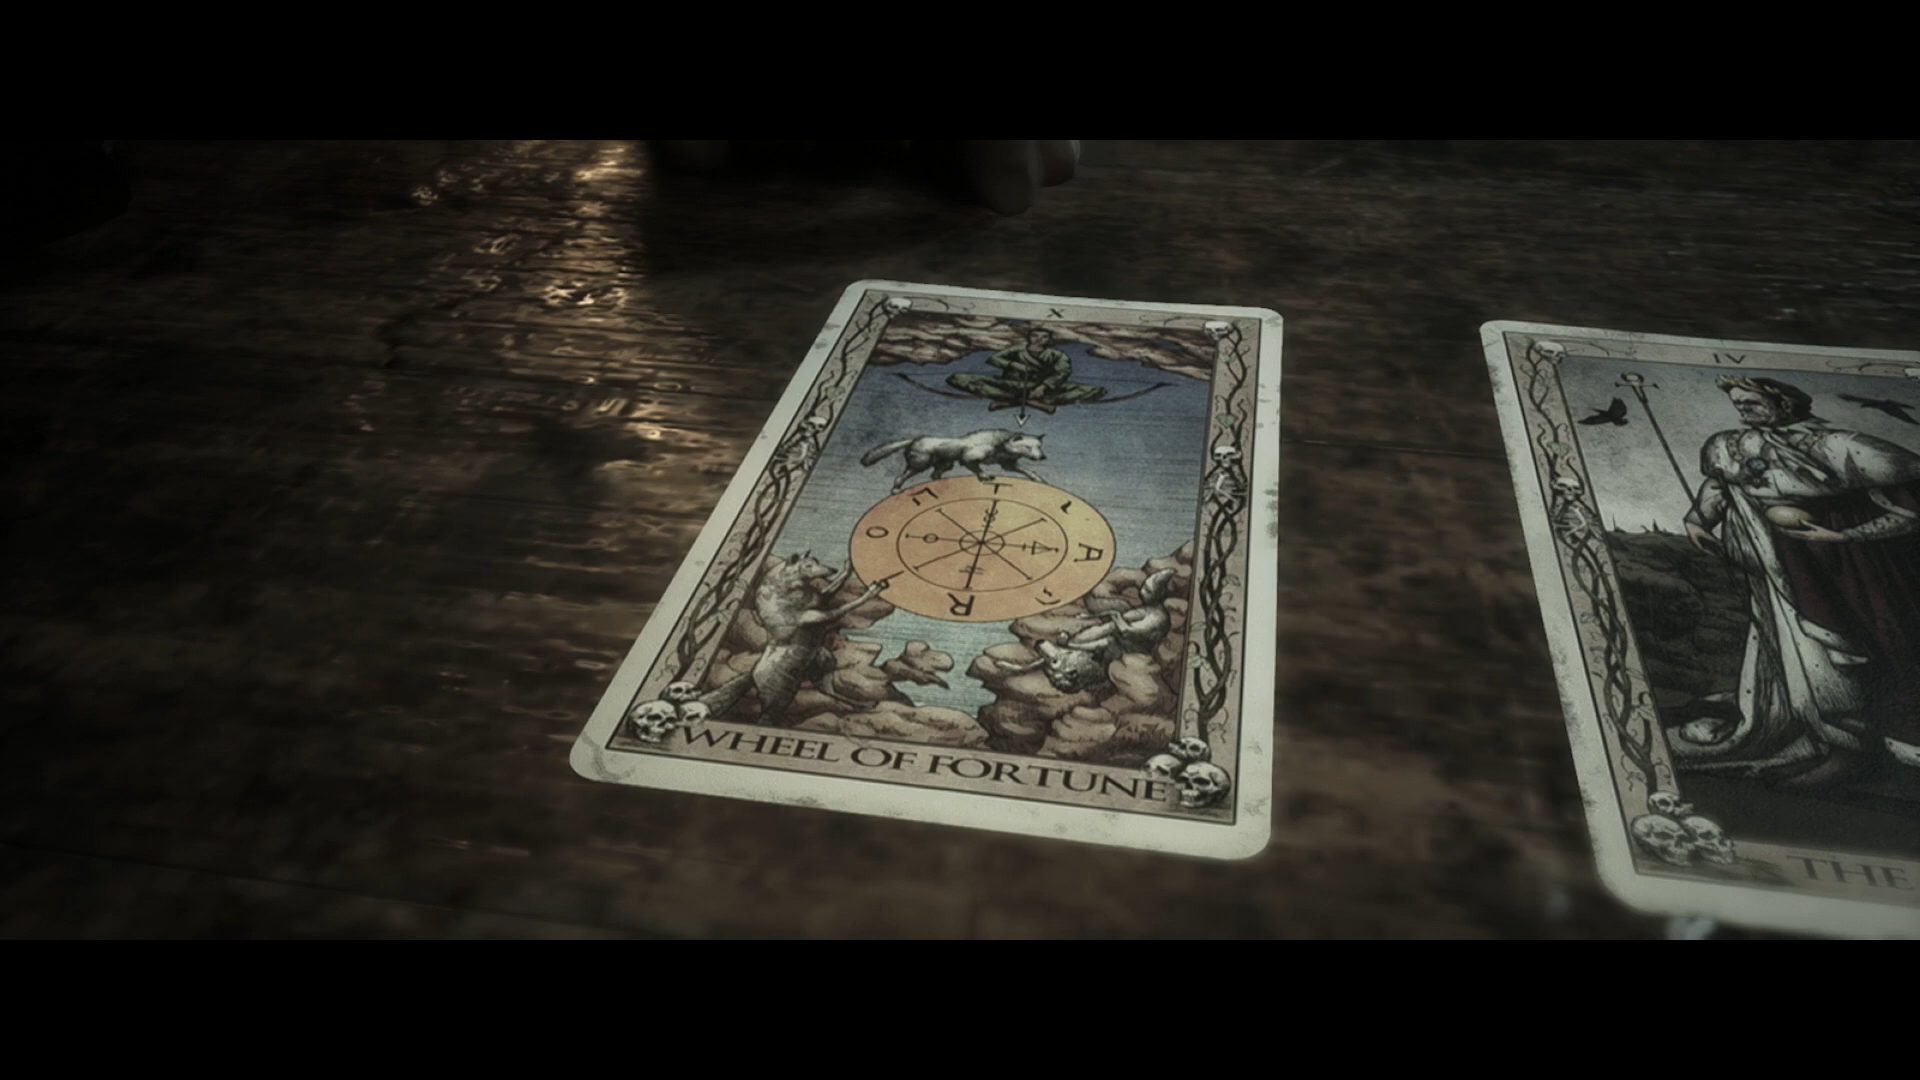 X
T
A
R
O
WHEEL OF FORTUNE
IV
THE